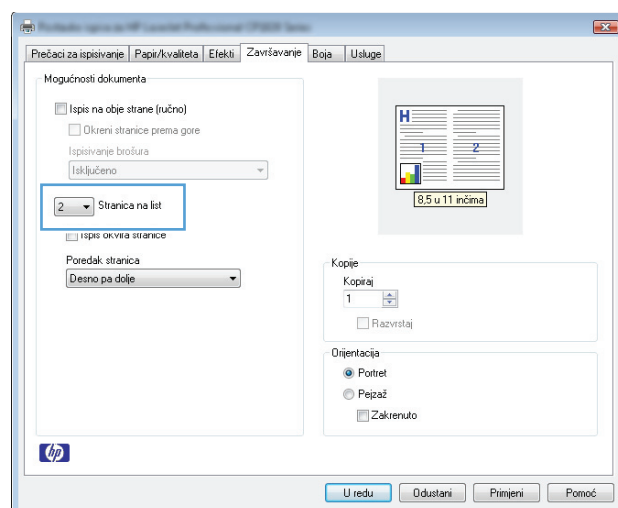 Prečaci za ispisivanje Papir/kvaliteta Efekti Završavanje Boja Usluge
Mogućnosti dokumenta
Ispis na obje strane (ručno)
Okreni stranice prema gore
Ispisivanje brošura
Isključeno
2 Stranica na list
Ispis okvira stranice
Poredak stranica
Desno pa dolje
H
1 2
8,5 u 11 inčima
Kopije
Kopiraj
1
Razvrstaj
Orijentacija
Portret
Pejzaž
Zakrenuto
hp
U redu Odustani Primjeni Pomoć